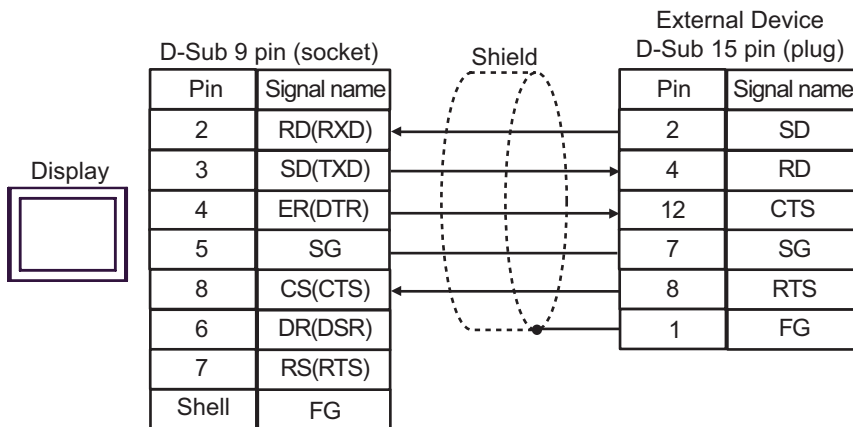 External Device
D-Sub 9 pin (socket)
Shield
D-Sub 15 pin (plug)
Pin Signal name
Pin Signal name
2 RD(RXD)
2 SD
Display
3 SD(TXD)
4 RD
4 ER(DTR)
12 CTS
5 SG
7 SG
8 CS(CTS)
8 RTS
6 DR(DSR)
1 FG
7 RS(RTS)
Shell FG